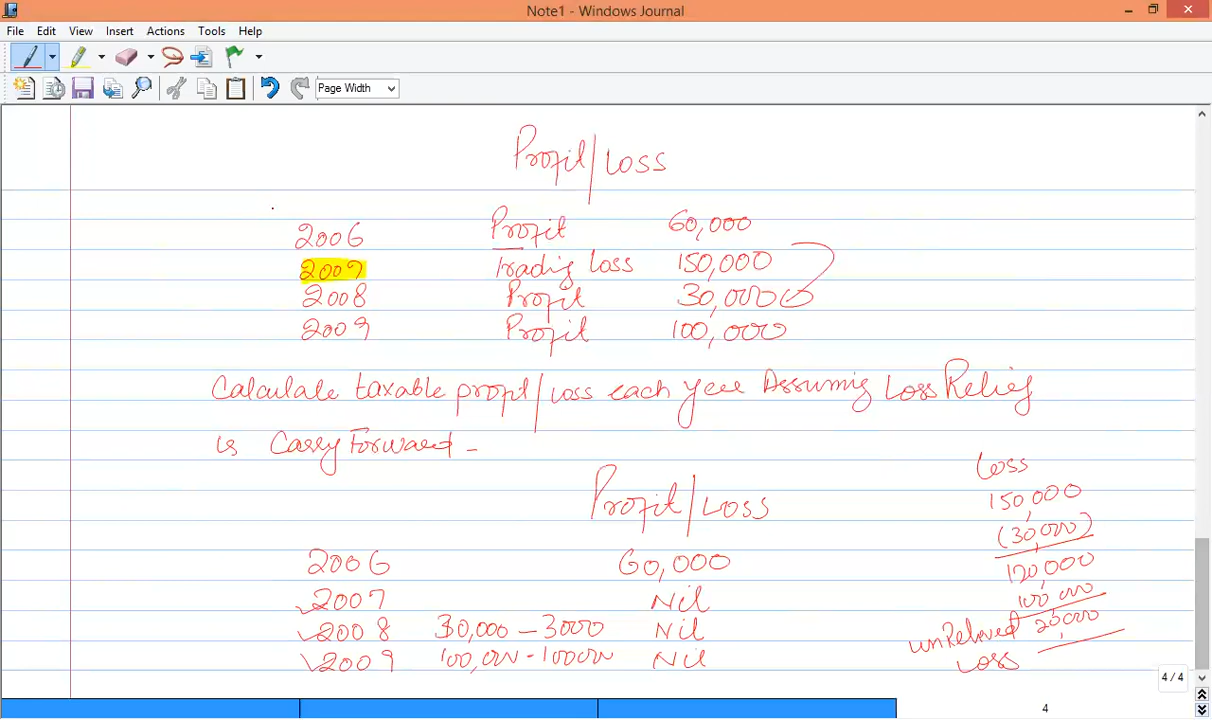 Note1 - Windows Journal
File Edit View Insert Actions Tools Help
Page Width
Profit/Loss
2006 Profit 60,000
2007 Trading loss 150,000
2008 Profit 30,000
2009 Profit 100,000
Calculate taxable profit/loss each year Assuming Loss Relief
is Carry Forward -
Profit/Loss
2006 60,000
2007 Nil
2008 30,000 - 3000 Nil
2009 100,000 - 100000 Nil
Loss
150,000
(30,000)
120,000
100,000
unRelieved 20,000
Loss
4 / 4
4